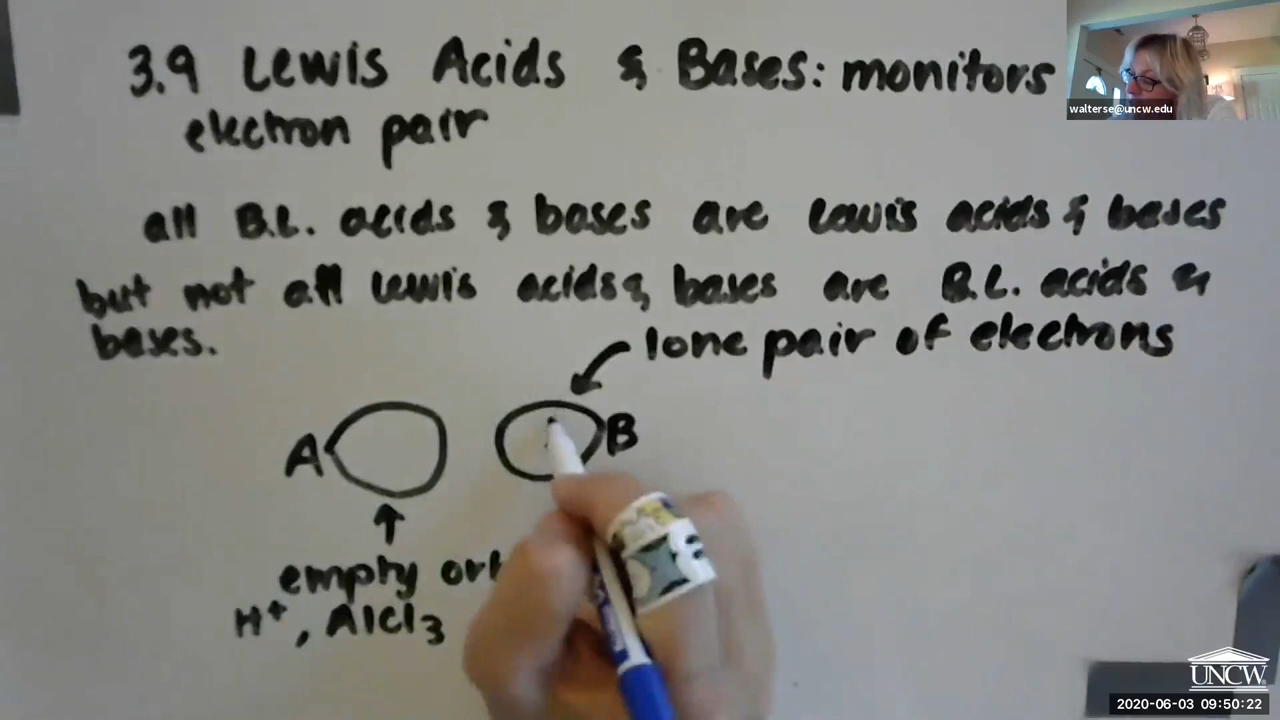 3.9 Lewis Acids & Bases: monitors
electron pair
walterse@uncw.edu
all B.L. acids & bases are Lewis acids & bases
but not all Lewis acids & bases are B.L. acids &
bases.
lone pair of electrons
A
B
empty
H⁺, AlCl₃
UNCW
2020-06-03 09:50:22